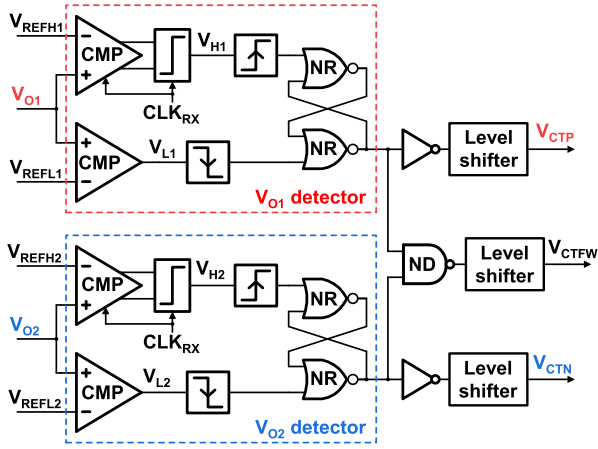 VREFH1
CMP
VH1
NR
VO1
CLKRX
CMP
VL1
NR
Level
shifter
VCTP
VREFL1
VO1 detector
VREFH2
CMP
VH2
NR
ND
Level
shifter
VCTFW
VO2
CLKRX
CMP
VL2
NR
Level
shifter
VCTN
VREFL2
VO2 detector